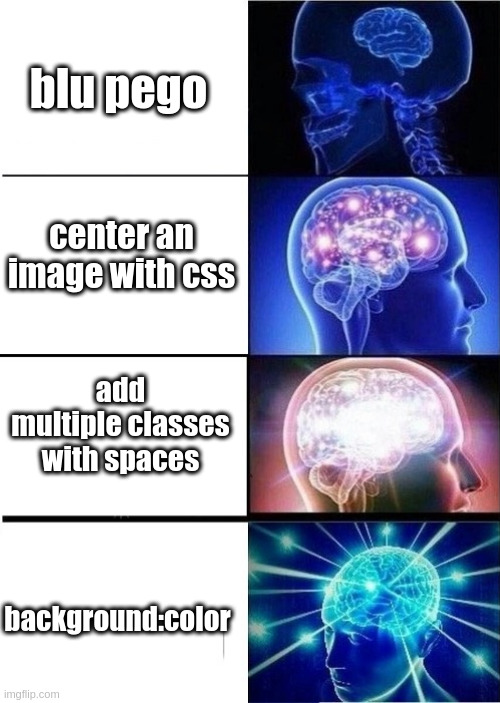 blu pego
center an
image with css
add
multiple classes
with spaces
background:color
imgflip.com